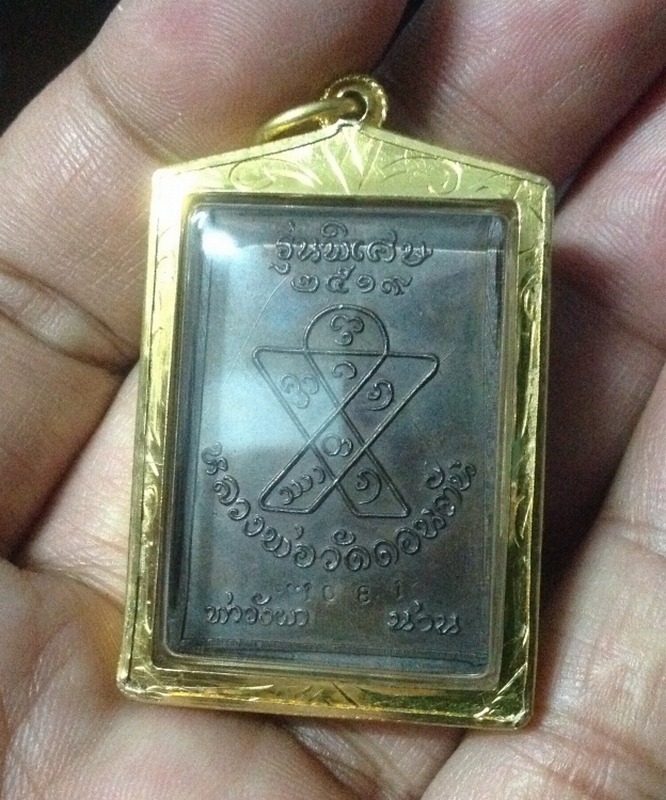 รุ่นพิเศษ
๒๕๑๙
หลวงพ่อวัดดอนตัน
ท่าวังผา น่าน